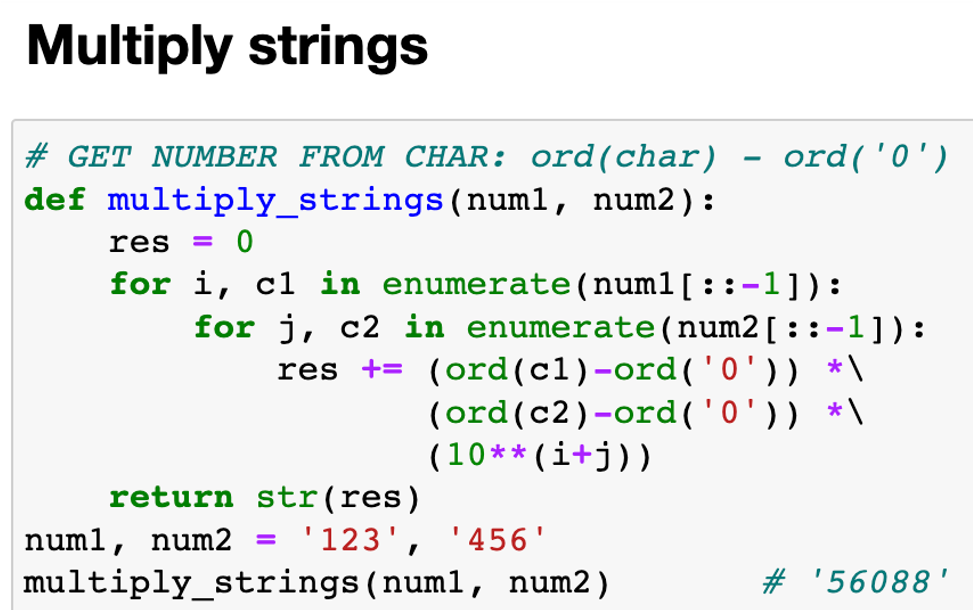 Multiply strings
# GET NUMBER FROM CHAR: ord(char) - ord('0')
def multiply_strings(num1, num2):
    res = 0
    for i, c1 in enumerate(num1[::-1]):
        for j, c2 in enumerate(num2[::-1]):
            res += (ord(c1)-ord('0')) *\
                   (ord(c2)-ord('0')) *\
                   (10**(i+j))
    return str(res)
num1, num2 = '123', '456'
multiply_strings(num1, num2)       # '56088'